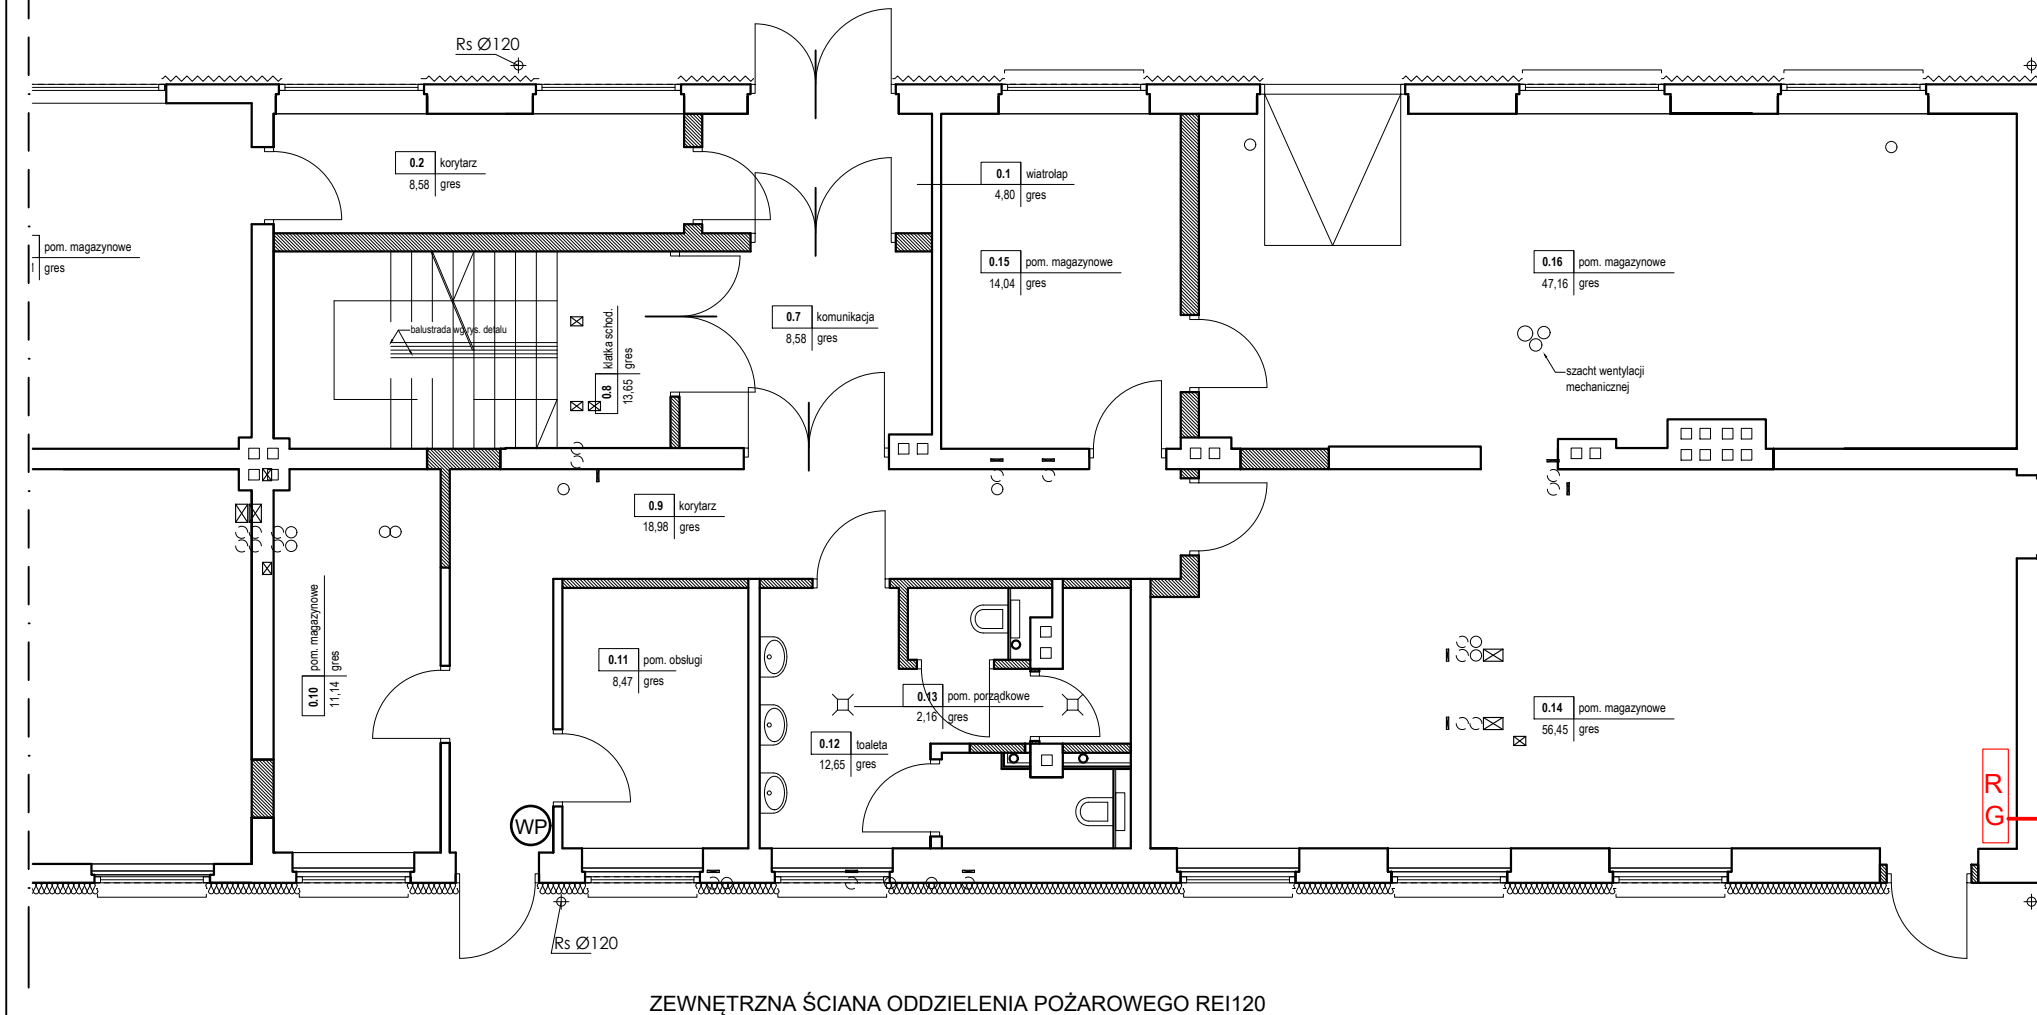 Rs Ø120
0.2 korytarz
8,58 gres
0.1 wiatrołap
4,80 gres
pom. magazynowe
gres
0.15 pom. magazynowe
14,04 gres
0.16 pom. magazynowe
47,16 gres
0.7 komunikacja
8,58 gres
balustrada wg rys. detalu
0.8 klatka schod.
13,65 gres
szacht wentylacji
mechanicznej
0.9 korytarz
18,98 gres
0.10 pom. magazynowe
11,14 gres
0.11 pom. obsługi
8,47 gres
0.13 pom. porządkowe
2,16 gres
0.14 pom. magazynowe
56,45 gres
0.12 toaleta
12,65 gres
R
G
WP
Rs Ø120
ZEWNĘTRZNA ŚCIANA ODDZIELENIA POŻAROWEGO REI120